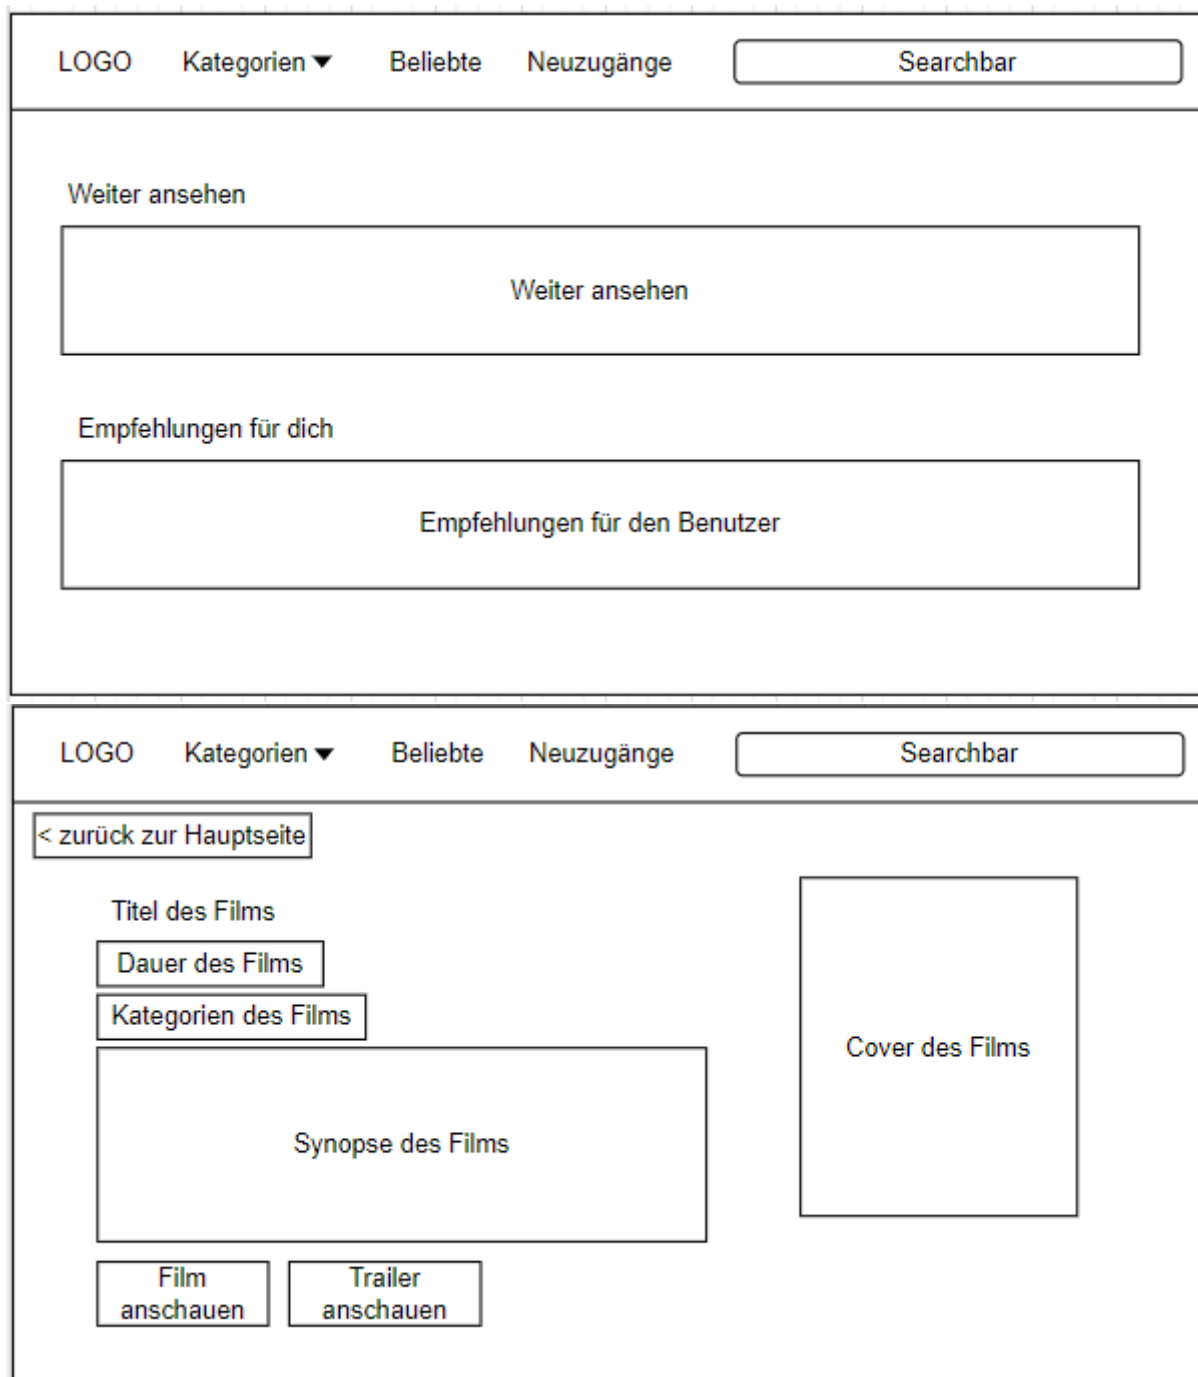 LOGO Kategorien ▼ Beliebte Neuzugänge Searchbar
Weiter ansehen
Weiter ansehen
Empfehlungen für dich
Empfehlungen für den Benutzer
LOGO Kategorien ▼ Beliebte Neuzugänge Searchbar
< zurück zur Hauptseite
Titel des Films
Dauer des Films
Kategorien des Films
Cover des Films
Synopse des Films
Film
anschauen
Trailer
anschauen